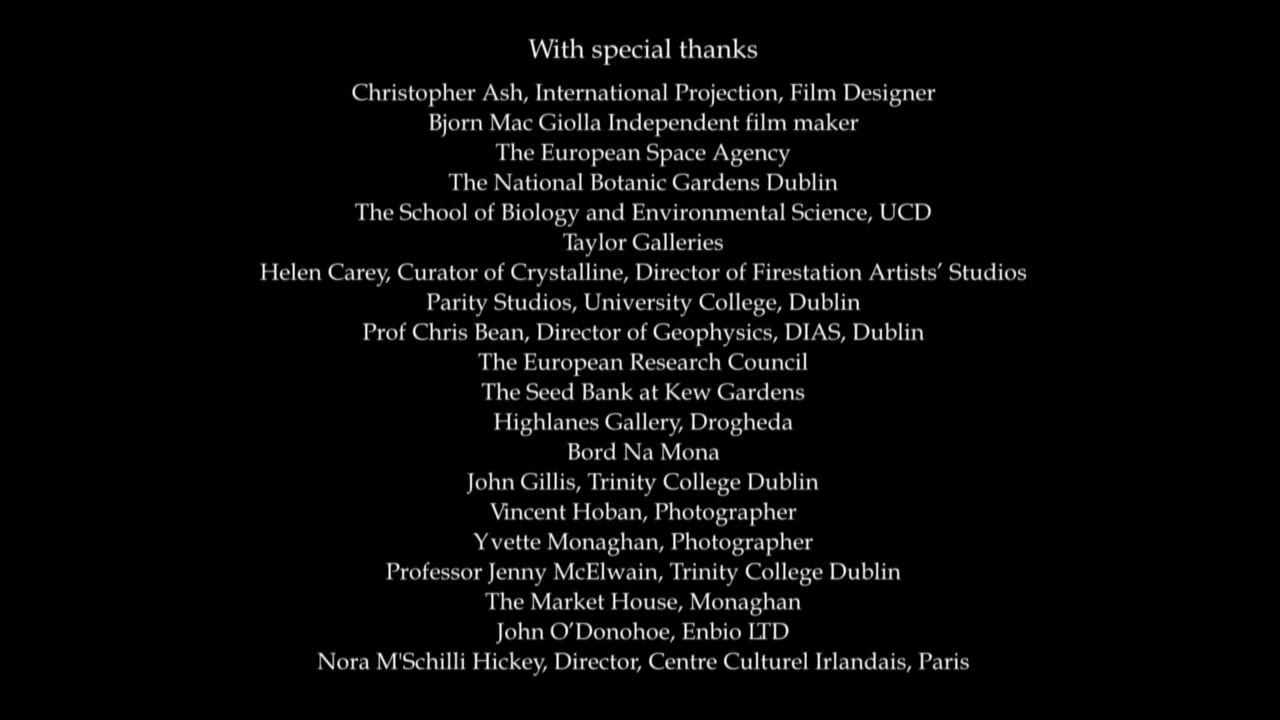 With special thanks
Christopher Ash, International Projection, Film Designer
Bjorn Mac Giolla Independent film maker
The European Space Agency
The National Botanic Gardens Dublin
The School of Biology and Environmental Science, UCD
Taylor Galleries
Helen Carey, Curator of Crystalline, Director of Firestation Artists’ Studios
Parity Studios, University College, Dublin
Prof Chris Bean, Director of Geophysics, DIAS, Dublin
The European Research Council
The Seed Bank at Kew Gardens
Highlanes Gallery, Drogheda
Bord Na Mona
John Gillis, Trinity College Dublin
Vincent Hoban, Photographer
Yvette Monaghan, Photographer
Professor Jenny McElwain, Trinity College Dublin
The Market House, Monaghan
John O’Donohoe, Enbio LTD
Nora M'Schilli Hickey, Director, Centre Culturel Irlandais, Paris